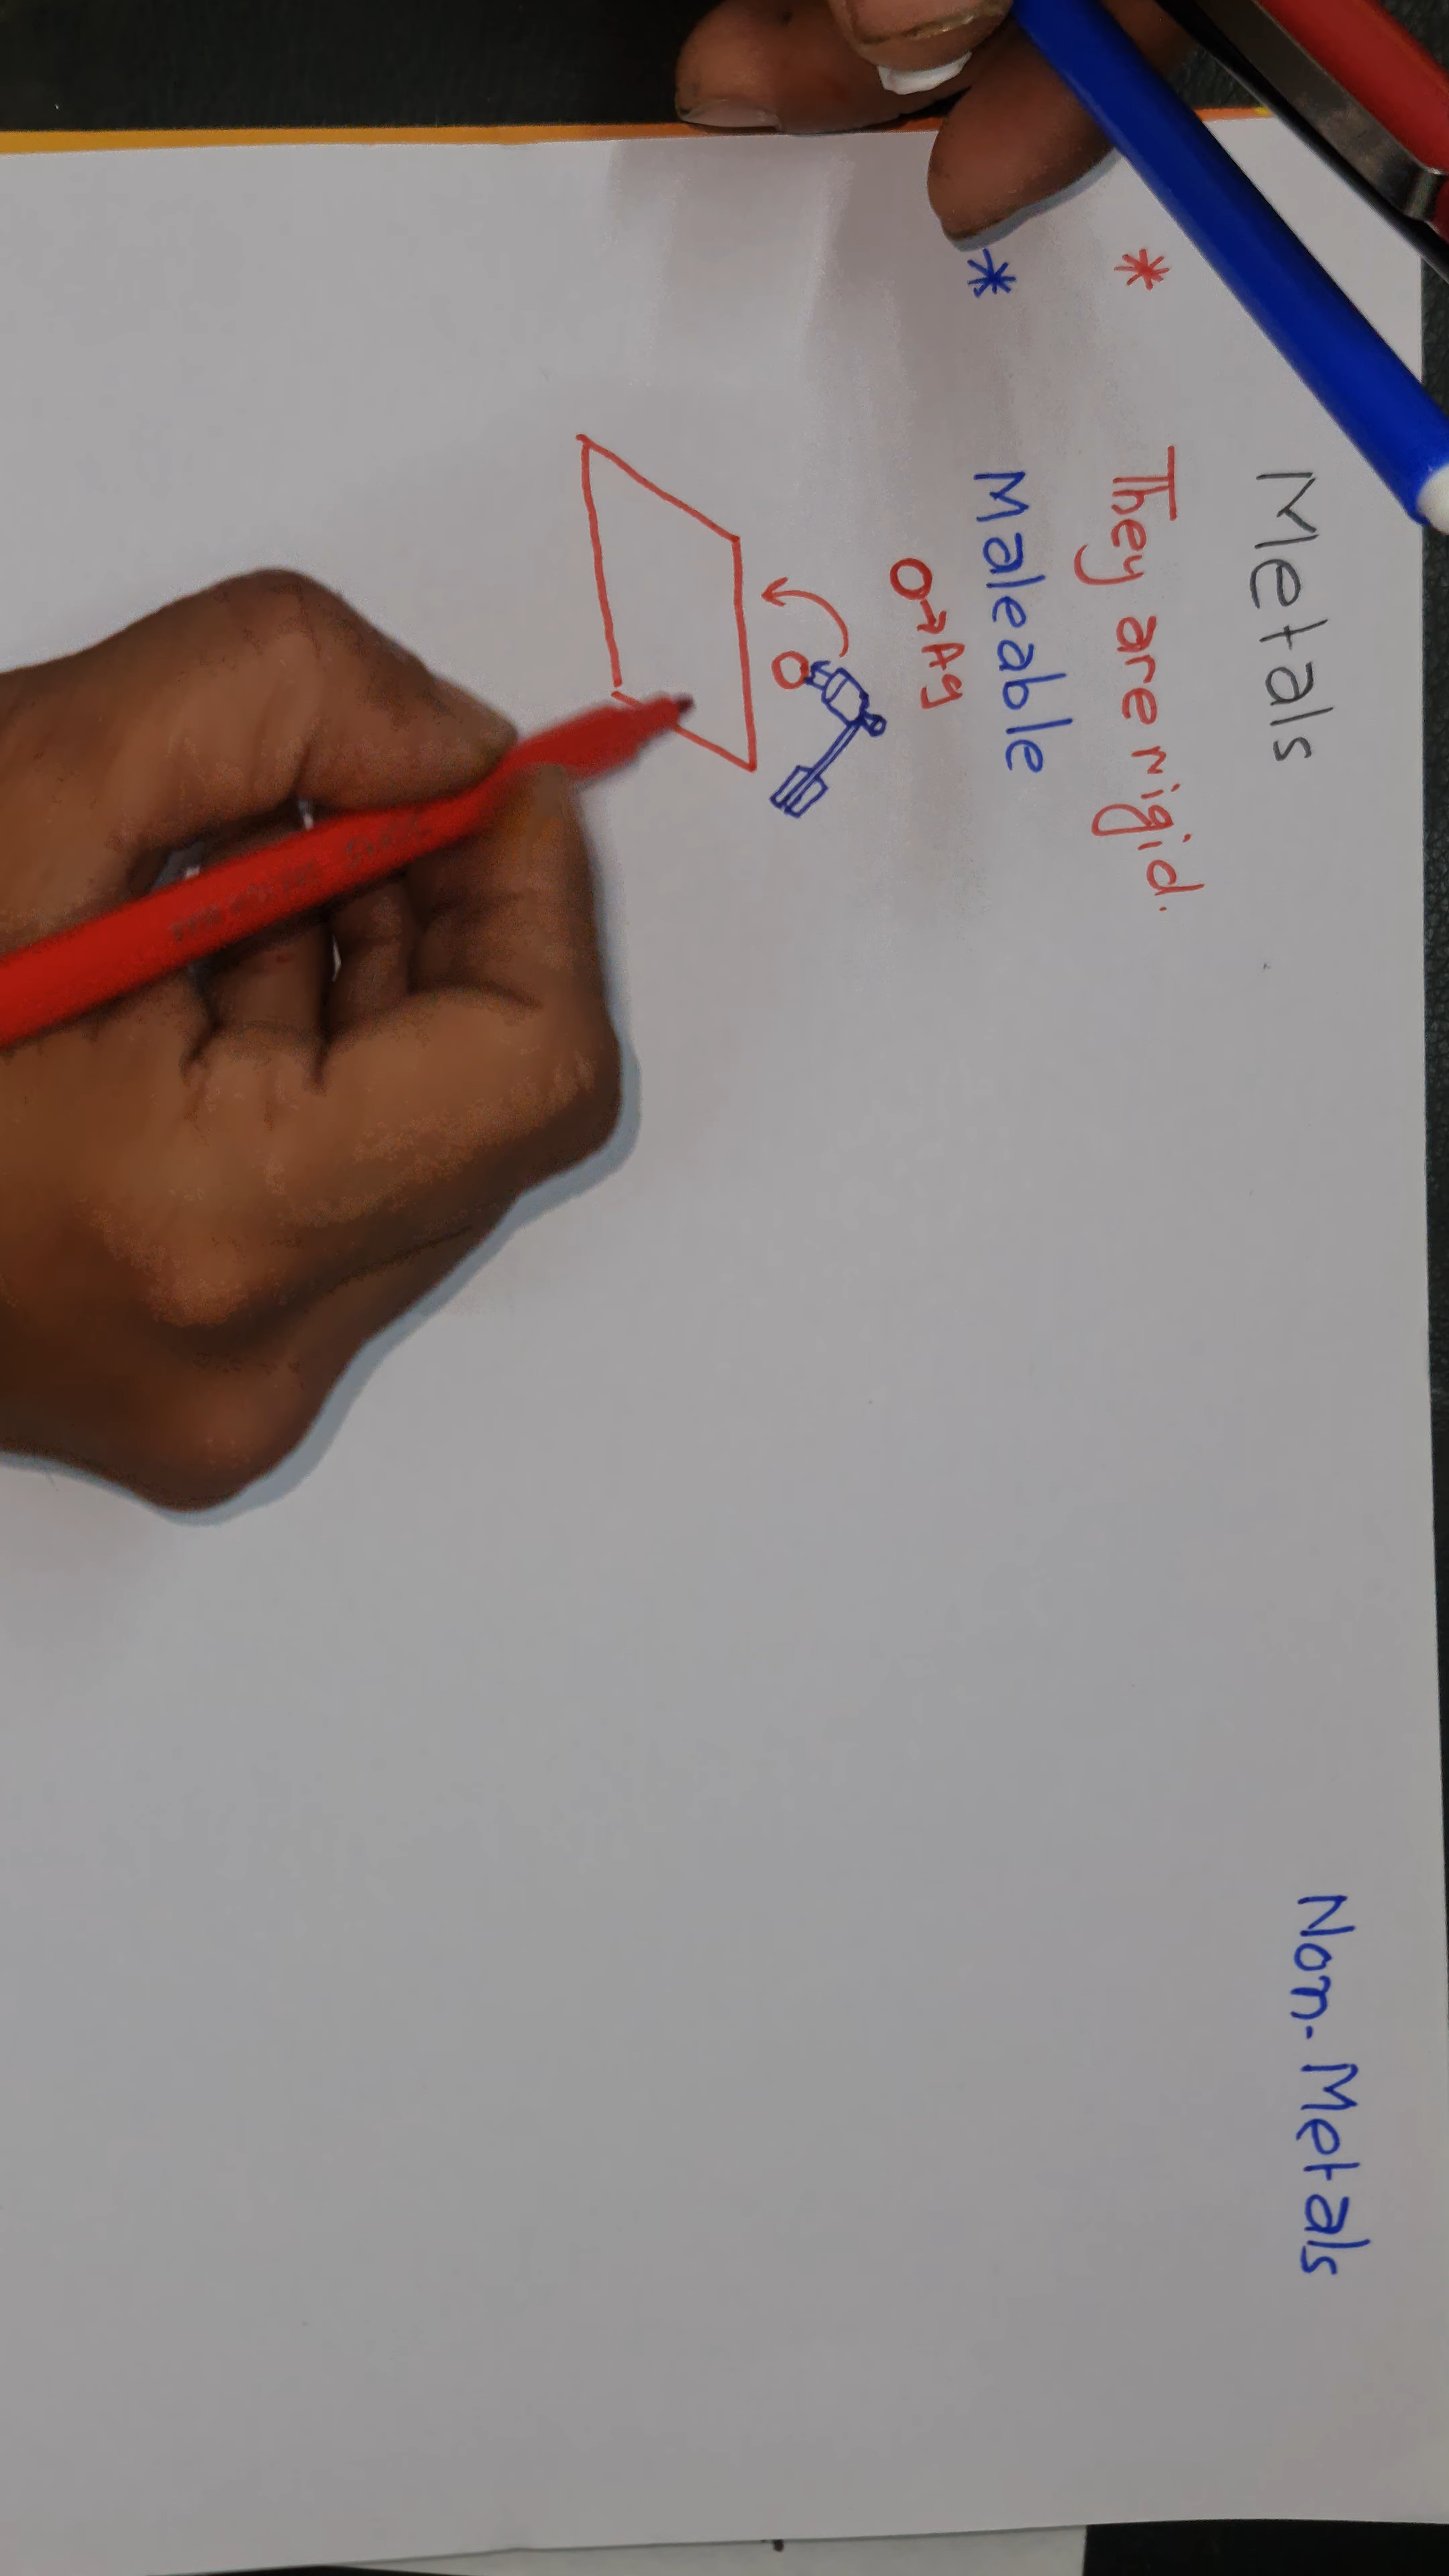 Metals Non-Metals
* They are rigid.
* Maleable
O→Ag